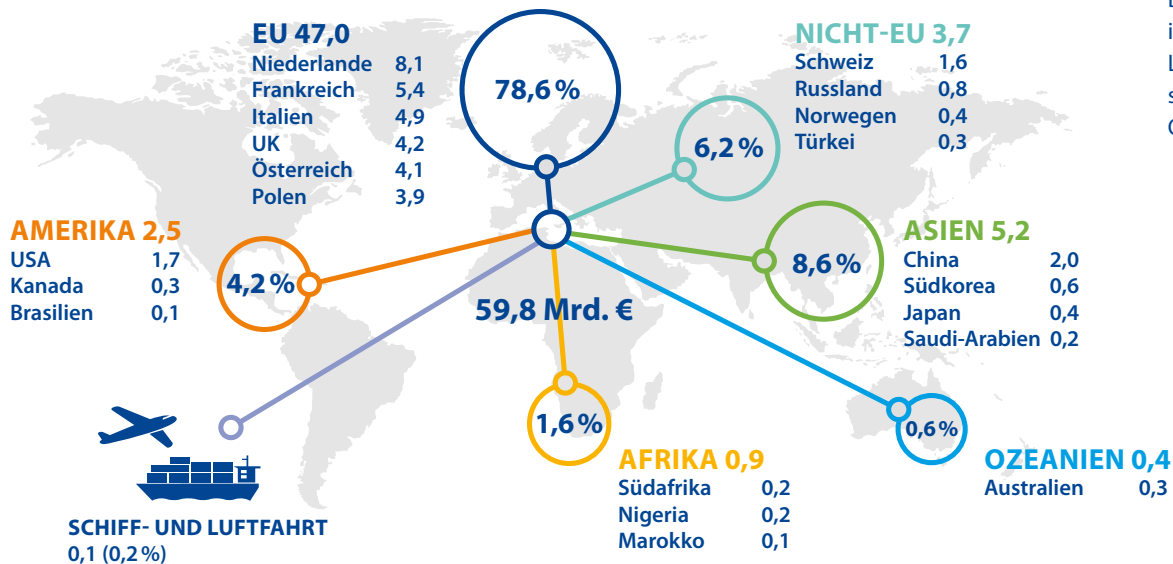 EU 47,0
Niederlande 8,1
Frankreich 5,4
Italien 4,9
UK 4,2
Österreich 4,1
Polen 3,9
78,6 %
NICHT-EU 3,7
Schweiz 1,6
Russland 0,8
Norwegen 0,4
Türkei 0,3
6,2 %
AMERIKA 2,5
USA 1,7
Kanada 0,3
Brasilien 0,1
4,2 %
ASIEN 5,2
China 2,0
Südkorea 0,6
Japan 0,4
Saudi-Arabien 0,2
8,6 %
59,8 Mrd. €
1,6 %
AFRIKA 0,9
Südafrika 0,2
Nigeria 0,2
Marokko 0,1
0,6 %
OZEANIEN 0,4
Australien 0,3
SCHIFF- UND LUFTFAHRT
0,1 (0,2 %)